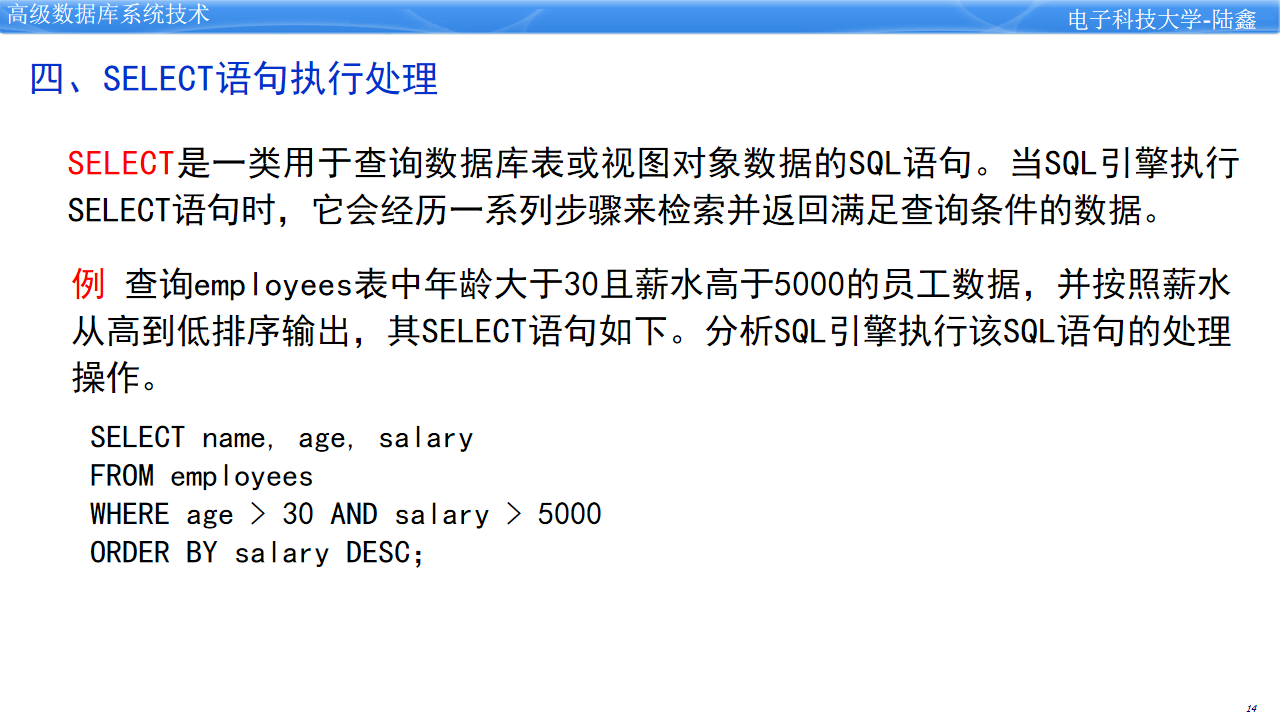 高级数据库系统技术
电子科技大学-陆鑫
四、SELECT语句执行处理
SELECT是一类用于查询数据库表或视图对象数据的SQL语句。当SQL引擎执行
SELECT语句时，它会经历一系列步骤来检索并返回满足查询条件的数据。
例 查询employees表中年龄大于30且薪水高于5000的员工数据，并按照薪水
从高到低排序输出，其SELECT语句如下。分析SQL引擎执行该SQL语句的处理
操作。
SELECT name, age, salary
FROM employees
WHERE age > 30 AND salary > 5000
ORDER BY salary DESC；
14